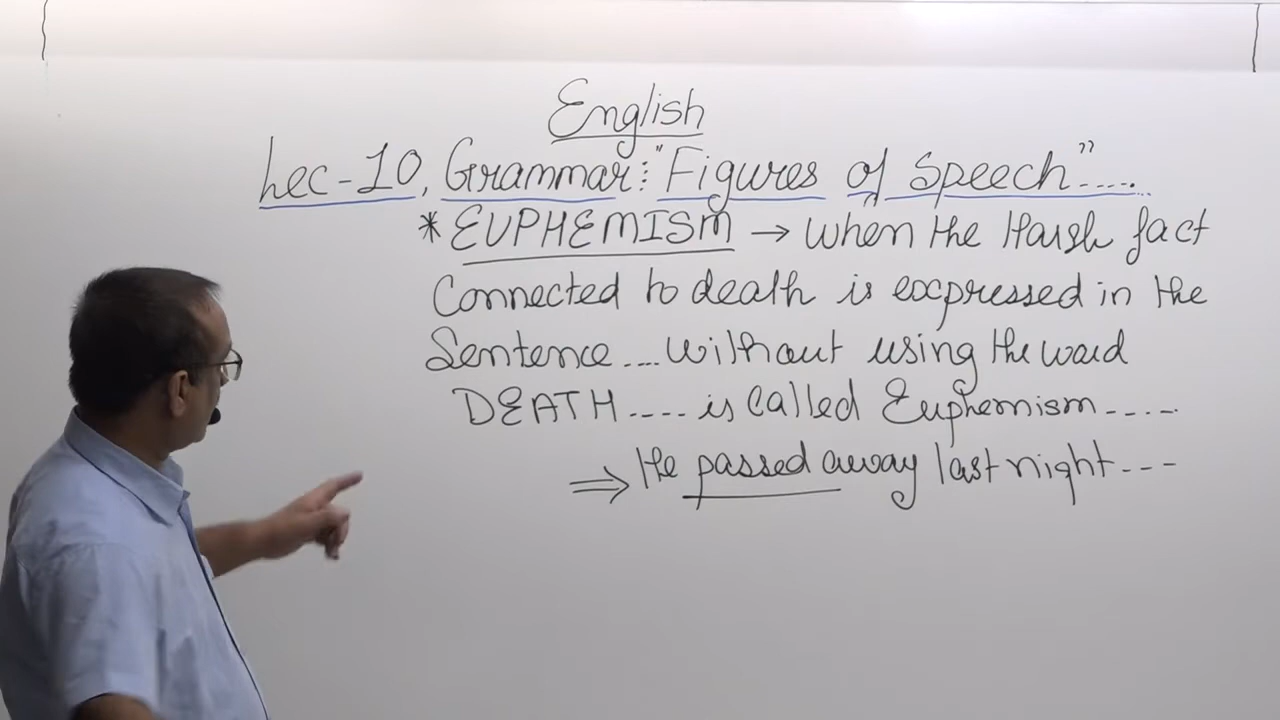 English
Lec-10, Grammar: "Figures of Speech".....
* EUPHEMISM → When the Harsh fact
Connected to death is expressed in the
Sentence .... without using the word
DEATH .... is Called Euphemism .....
⇒ He passed away last night ...